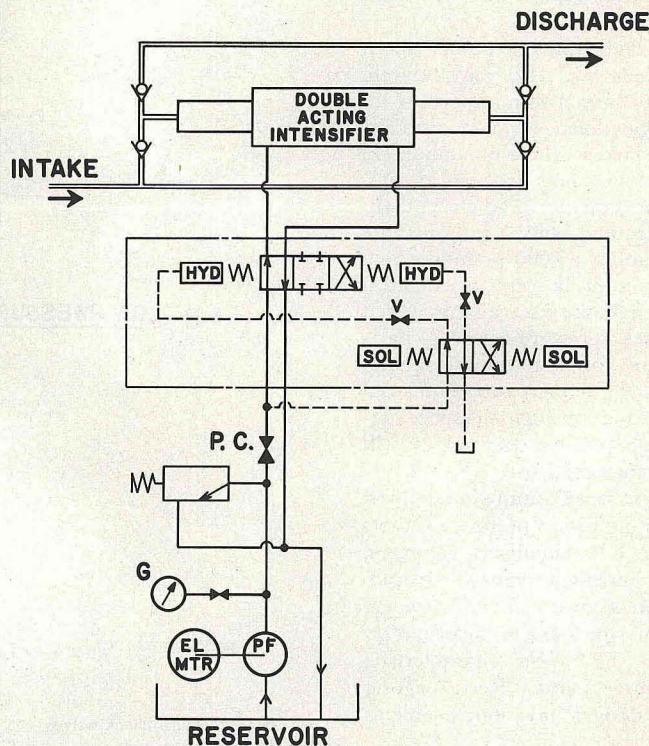 DISCHARGE
DOUBLE
ACTING
INTENSIFIER
INTAKE
HYD
HYD
V
V
SOL
SOL
P. C.
G
EL
MTR
PF
RESERVOIR